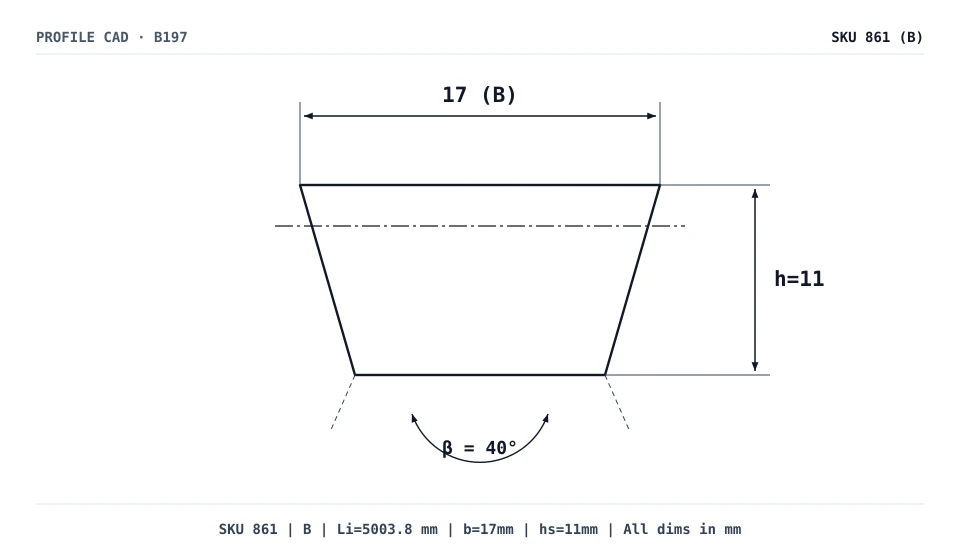 PROFILE CAD · B197
SKU 861 (B)
17 (B)
h=11
β = 40°
SKU 861 | B | Li=5003.8 mm | b=17mm | hs=11mm | All dims in mm